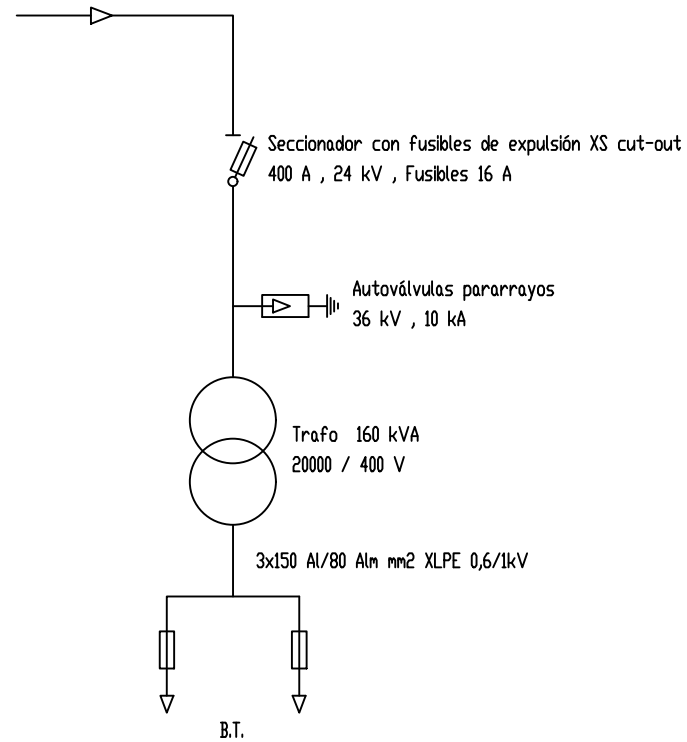 Seccionador con fusibles de expulsión XS cut-out
400 A , 24 kV , Fusibles 16 A
Autoválvulas pararrayos
36 kV , 10 kA
Trafo 160 kVA
20000 / 400 V
3x150 Al/80 Alm mm2 XLPE 0,6/1kV
B.T.